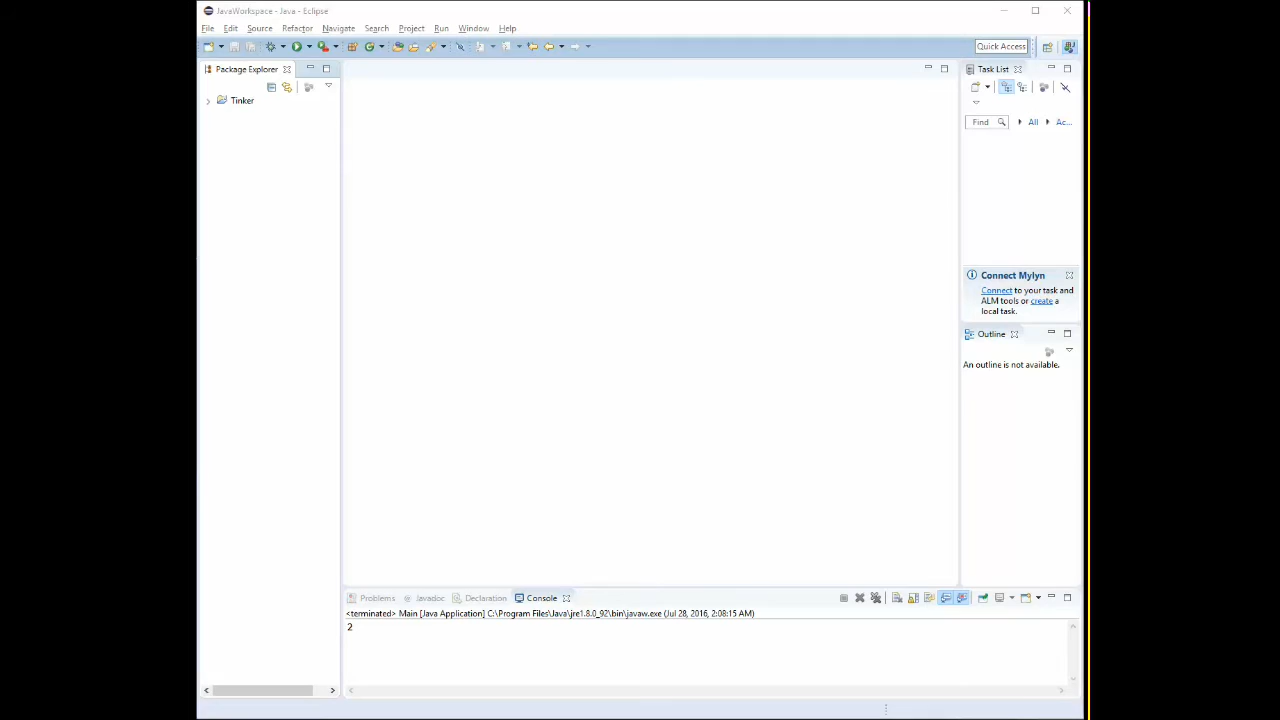 JavaWorkspace - Java - Eclipse
File Edit Source Refactor Navigate Search Project Run Window Help
Quick Access
Package Explorer
Tinker
Task List
Find All Ac...
Connect Mylyn
Connect to your task and
ALM tools or create a
local task.
Outline
An outline is not available.
Problems Javadoc Declaration Console
<terminated> Main [Java Application] C:\Program Files\Java\jre1.8.0_92\bin\javaw.exe (Jul 28, 2016, 2:08:15 AM)
2